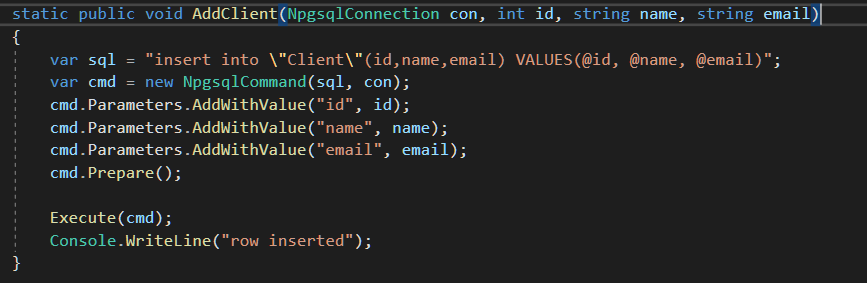 static public void AddClient(NpgsqlConnection con, int id, string name, string email)
{
var sql = "insert into \"Client\"(id,name,email) VALUES(@id, @name, @email)";
var cmd = new NpgsqlCommand(sql, con);
cmd.Parameters.AddWithValue("id", id);
cmd.Parameters.AddWithValue("name", name);
cmd.Parameters.AddWithValue("email", email);
cmd.Prepare();
Execute(cmd);
Console.WriteLine("row inserted");
}